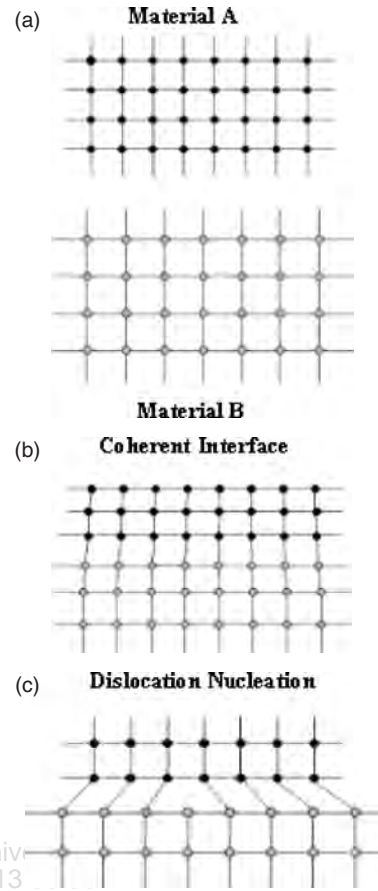 (a)
Material A
Material B
(b)
Coherent Interface
(c)
Dislocation Nucleation